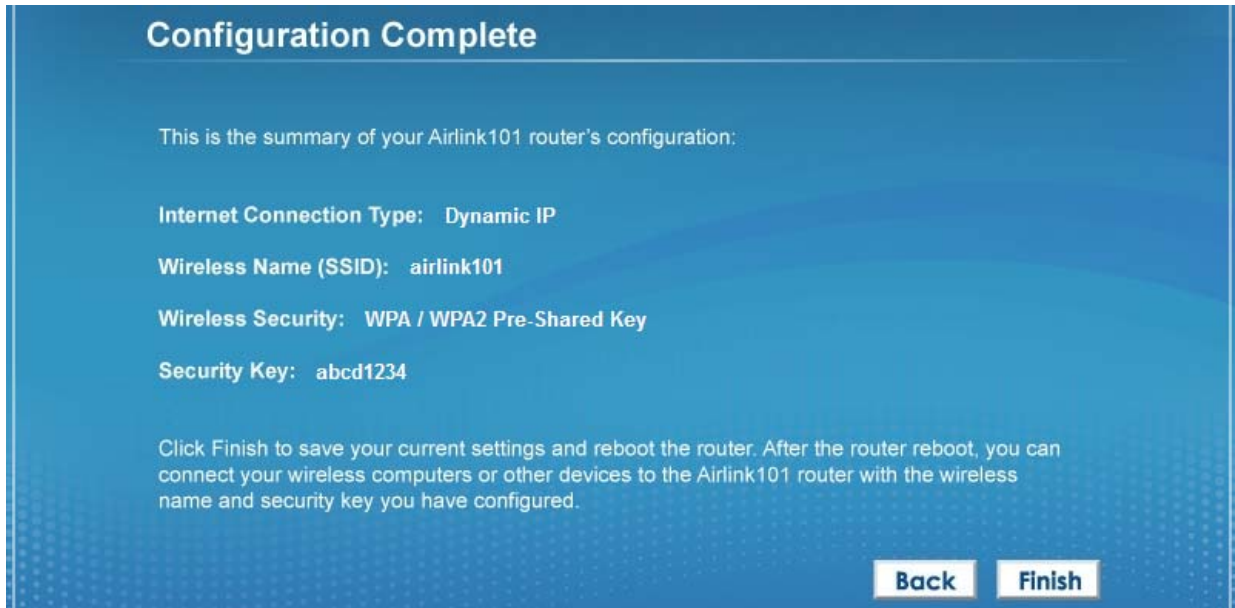 Configuration Complete
This is the summary of your Airlink101 router's configuration:
Internet Connection Type: Dynamic IP
Wireless Name (SSID): airlink101
Wireless Security: WPA / WPA2 Pre-Shared Key
Security Key: abcd1234
Click Finish to save your current settings and reboot the router. After the router reboot, you can
connect your wireless computers or other devices to the Airlink101 router with the wireless
name and security key you have configured.
Back Finish